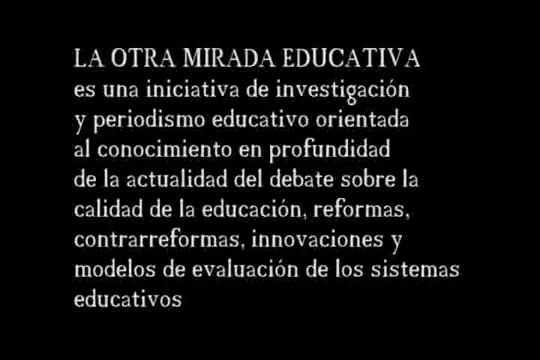 LA OTRA MIRADA EDUCATIVA
es una iniciativa de investigación
y periodismo educativo orientada
al conocimiento en profundidad
de la actualidad del debate sobre la
calidad de la educación, reformas,
contrarreformas, innovaciones y
modelos de evaluación de los sistemas
educativos